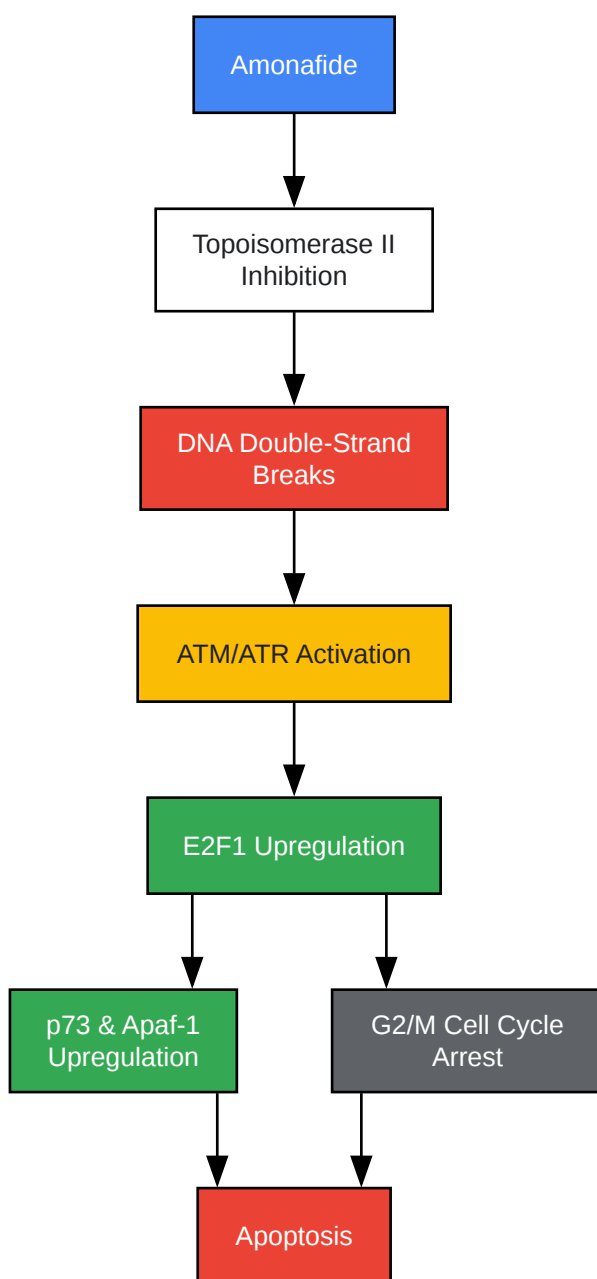 Amonafide
Topoisomerase II
Inhibition
DNA Double-Strand
Breaks
ATM/ATR Activation
E2F1 Upregulation
p73 & Apaf-1
Upregulation
G2/M Cell Cycle
Arrest
Apoptosis